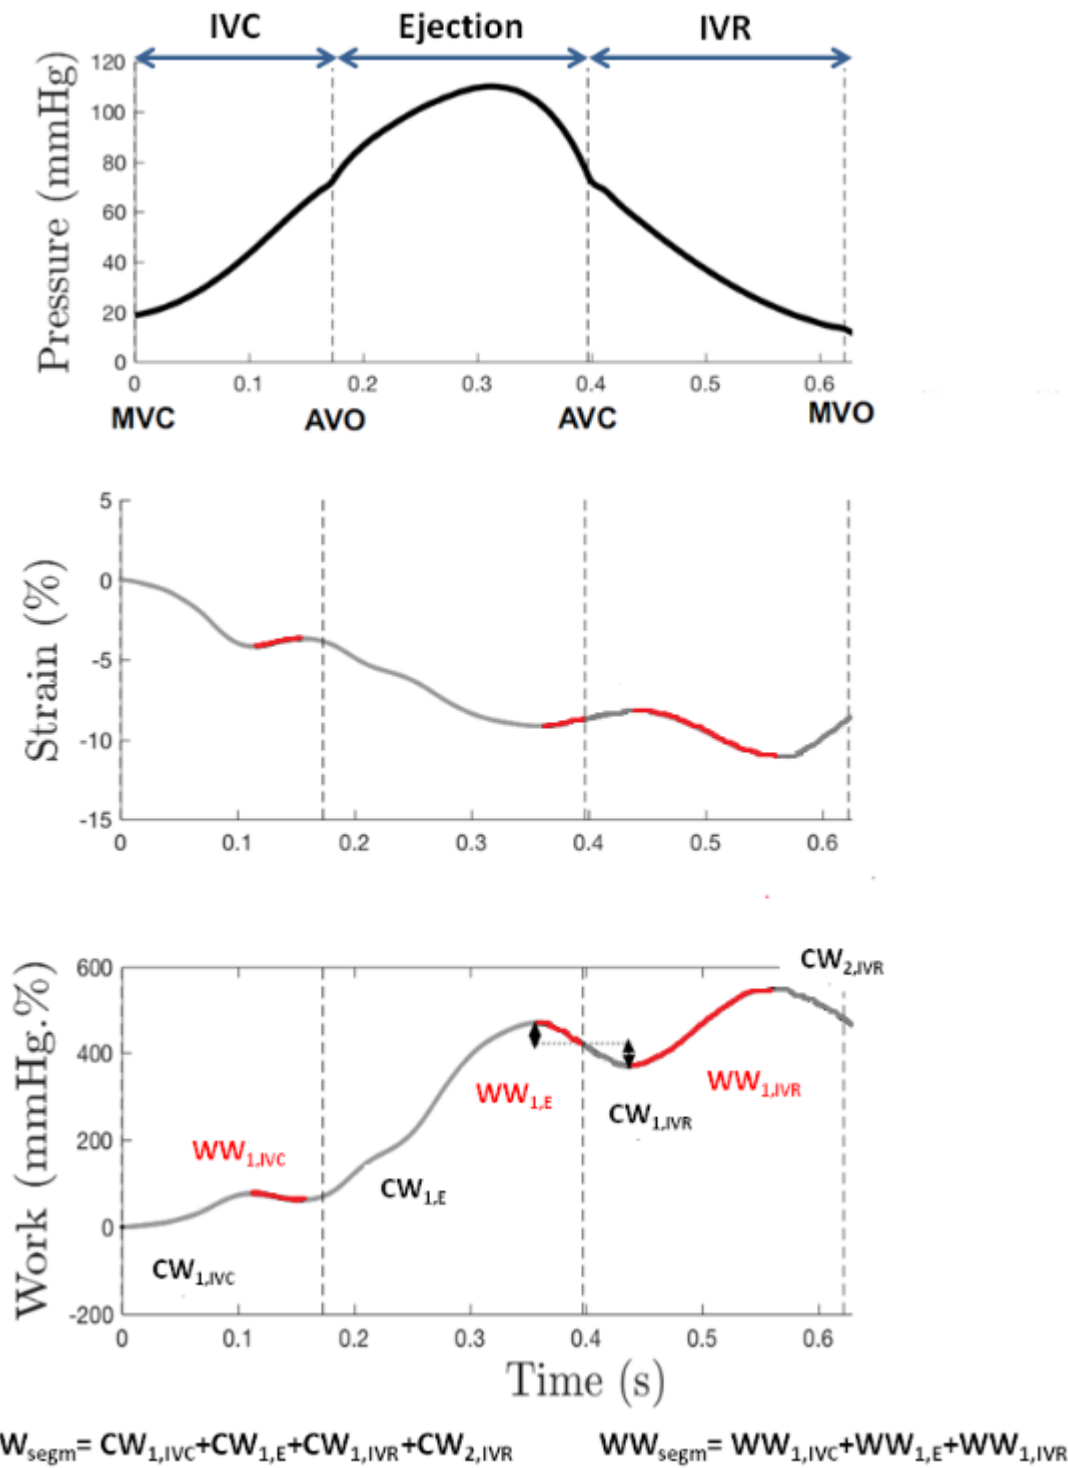 IVC Ejection IVR
Pressure (mmHg)
120
100
80
60
40
20
0
0 0.1 0.2 0.3 0.4 0.5 0.6
MVC AVO AVC MVO
Strain (%)
5
0
-5
-10
-15
0 0.1 0.2 0.3 0.4 0.5 0.6
Work (mmHg.%)
600
400
200
0
-200
CW2,IVR
WW1,E
WW1,IVR
CW1,IVR
WW1,IVC
CW1,E
CW1,IVC
0 0.1 0.2 0.3 0.4 0.5 0.6
Time (s)
Wsegm= CW1,IVC+CW1,E+CW1,IVR+CW2,IVR WWsegm= WW1,IVC+WW1,E+WW1,IVR